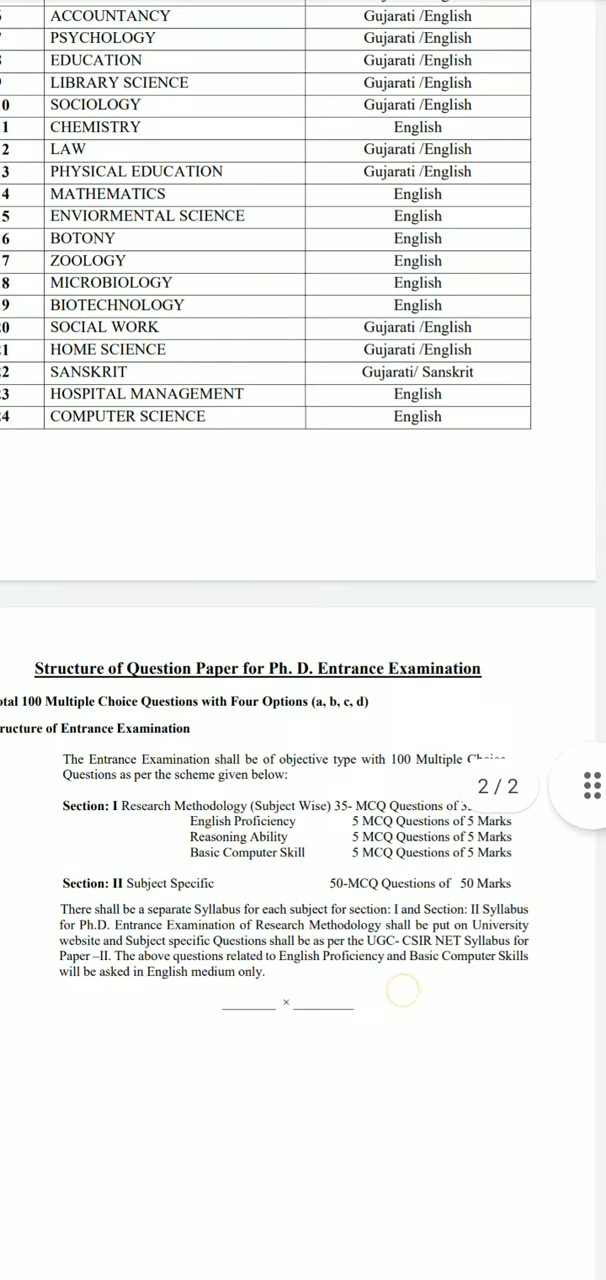 ACCOUNTANCY Gujarati /English
PSYCHOLOGY Gujarati /English
EDUCATION Gujarati /English
LIBRARY SCIENCE Gujarati /English
0 SOCIOLOGY Gujarati /English
1 CHEMISTRY English
2 LAW Gujarati /English
3 PHYSICAL EDUCATION Gujarati /English
4 MATHEMATICS English
5 ENVIORMENTAL SCIENCE English
6 BOTONY English
7 ZOOLOGY English
8 MICROBIOLOGY English
9 BIOTECHNOLOGY English
0 SOCIAL WORK Gujarati /English
1 HOME SCIENCE Gujarati /English
2 SANSKRIT Gujarati/ Sanskrit
3 HOSPITAL MANAGEMENT English
4 COMPUTER SCIENCE English
Structure of Question Paper for Ph. D. Entrance Examination
otal 100 Multiple Choice Questions with Four Options (a, b, c, d)
ructure of Entrance Examination
The Entrance Examination shall be of objective type with 100 Multiple
Questions as per the scheme given below:
2 / 2
Section: I Research Methodology (Subject Wise) 35- MCQ Questions of
English Proficiency 5 MCQ Questions of 5 Marks
Reasoning Ability 5 MCQ Questions of 5 Marks
Basic Computer Skill 5 MCQ Questions of 5 Marks
Section: II Subject Specific 50-MCQ Questions of 50 Marks
There shall be a separate Syllabus for each subject for section: I and Section: II Syllabus
for Ph.D. Entrance Examination of Research Methodology shall be put on University
website and Subject specific Questions shall be as per the UGC- CSIR NET Syllabus for
Paper –II. The above questions related to English Proficiency and Basic Computer Skills
will be asked in English medium only.
×